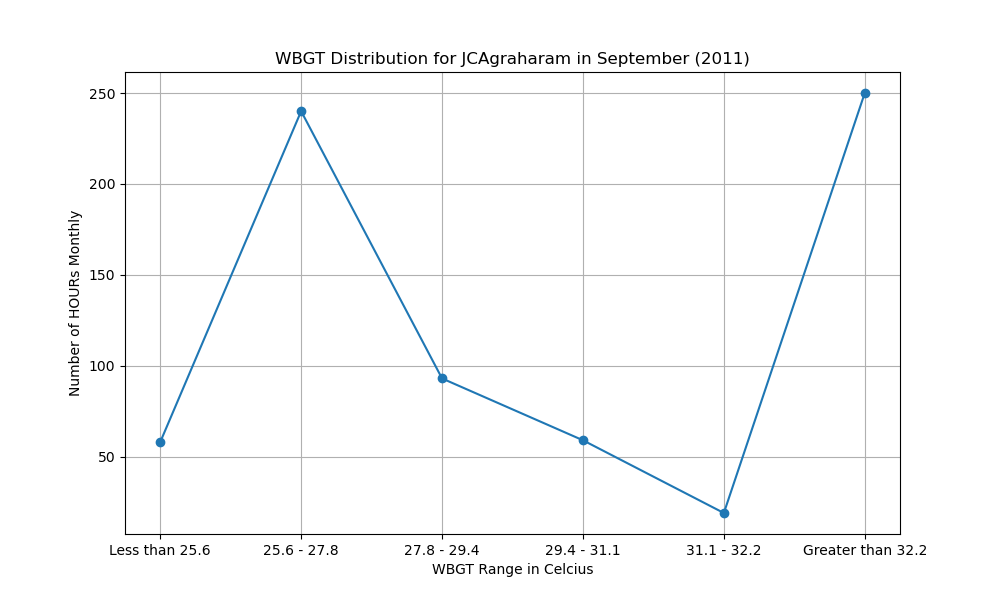 WBGT Distribution for JCAgraharam in September (2011)
Number of HOURs Monthly
250
200
150
100
50
Less than 25.6
25.6 - 27.8
27.8 - 29.4
29.4 - 31.1
31.1 - 32.2
Greater than 32.2
WBGT Range in Celcius